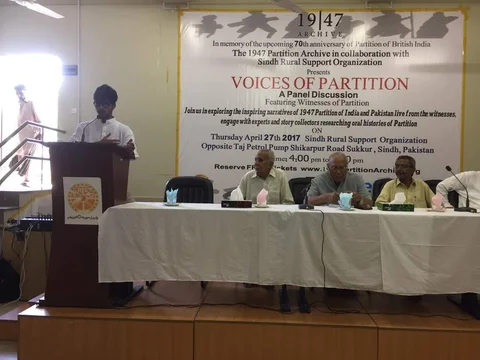 19|47
ARCHIVE
In memory of the upcoming 70th anniversary of Partition of British India
The 1947 Partition Archive in collaboration with
Sindh Rural Support Organization
Presents
VOICES OF PARTITION
A Panel Discussion
Featuring Witnesses of Partition
Join us in exploring the inspiring narratives of 1947 Partition of India and Pakistan live from the witnesses,
engage with experts and story collectors researching oral histories of Partition
ON
Thursday April 27th 2017 Sindh Rural Support Organization
Opposite Taj Petrol Pump Shikarpur Road Sukkur , Sindh, Pakistan
4:00 pm to
Reserve